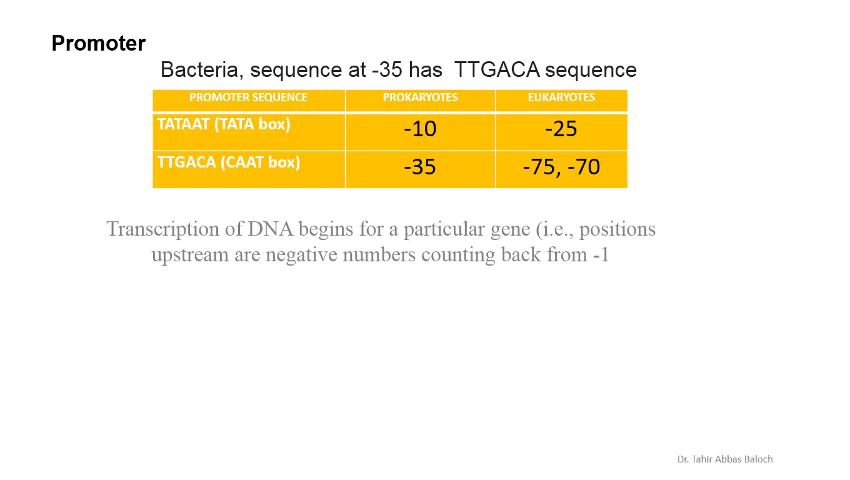 Promoter
Bacteria, sequence at -35 has TTGACA sequence
PROMOTER SEQUENCE PROKARYOTES EUKARYOTES
TATAAT (TATA box) -10 -25
TTGACA (CAAT box) -35 -75, -70
Transcription of DNA begins for a particular gene (i.e., positions
upstream are negative numbers counting back from -1
Dr. Tahir Abbas Baloch